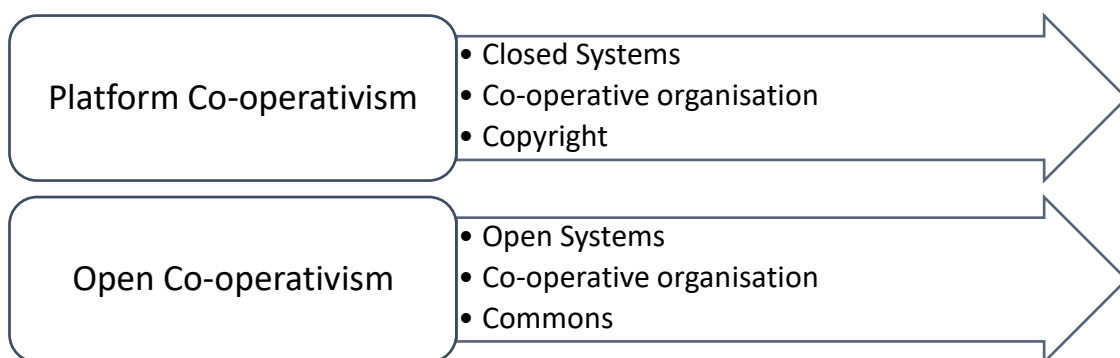 Platform Co-operativism
• Closed Systems
• Co-operative organisation
• Copyright
Open Co-operativism
• Open Systems
• Co-operative organisation
• Commons